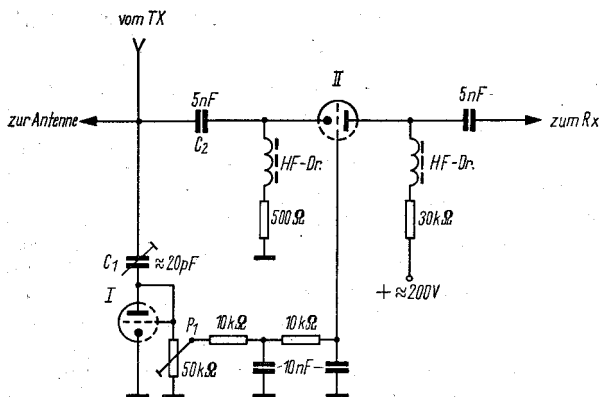 vom TX
II
5nF
5nF
zur Antenne
zum Rx
C2
HF-Dr.
HF-Dr.
500Ω
30kΩ
C1
≈20pF
+ ≈200V
I
P1
10kΩ
10kΩ
50kΩ
10nF